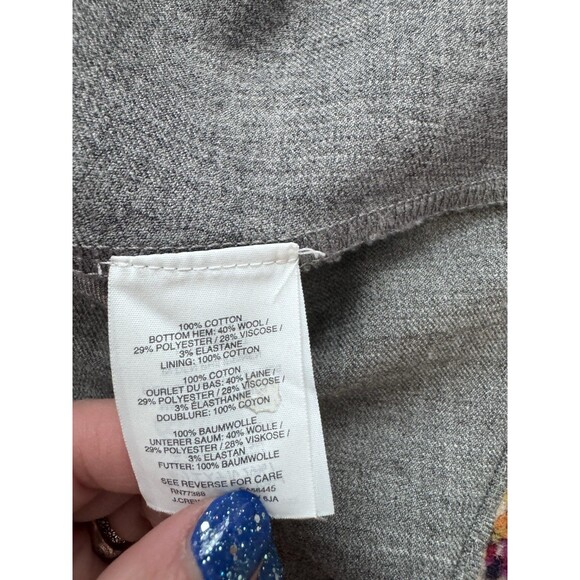 100% COTTON
BOTTOM HEM: 40% WOOL /
29% POLYESTER / 28% VISCOSE /
3% ELASTANE
LINING: 100% COTTON
100% COTON
OURLET DU BAS: 40% LAINE /
29% POLYESTER / 28% VISCOSE /
3% ELASTHANNE
DOUBLURE: 100% COTON
100% BAUMWOLLE
UNTERER SAUM: 40% WOLLE /
29% POLYESTER / 28% VISKOSE /
3% ELASTAN
FUTTER: 100% BAUMWOLLE
SEE REVERSE FOR CARE
RN77388